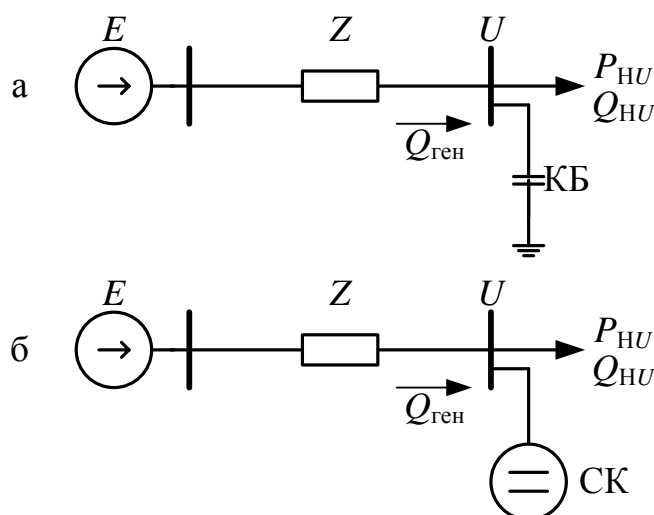 E Z U
а
P_НU
Q_НU
Q_ген
КБ
E Z U
б
P_НU
Q_НU
Q_ген
СК